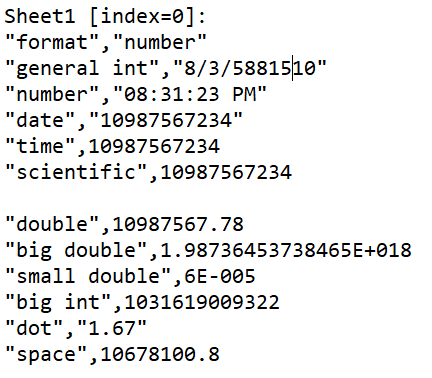 Sheet1 [index=0]:
"format","number"
"general int","8/3/5881510"
"number","08:31:23 PM"
"date","10987567234"
"time",10987567234
"scientific",10987567234

"double",10987567.78
"big double",1.98736453738465E+018
"small double",6E-005
"big int",1031619009322
"dot","1.67"
"space",10678100.8